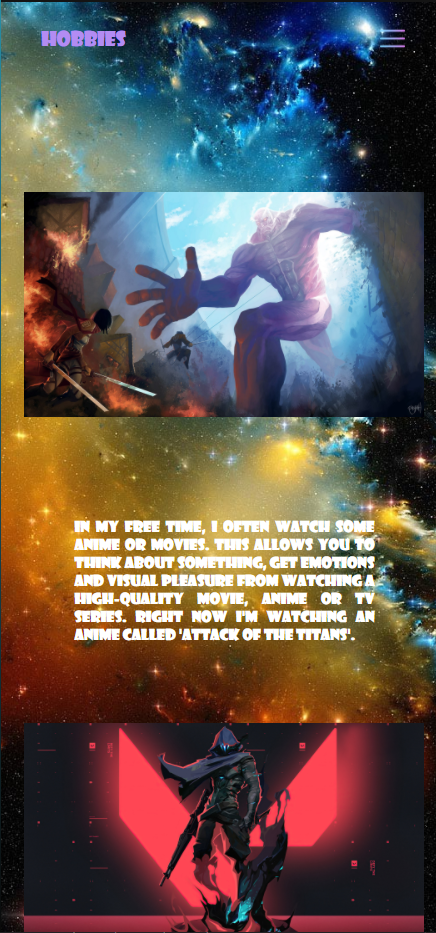 HOBBIES
IN MY FREE TIME, I OFTEN WATCH SOME
ANIME OR MOVIES. THIS ALLOWS YOU TO
THINK ABOUT SOMETHING, GET EMOTIONS
AND VISUAL PLEASURE FROM WATCHING A
HIGH-QUALITY MOVIE, ANIME OR TV
SERIES. RIGHT NOW I'M WATCHING AN
ANIME CALLED 'ATTACK OF THE TITANS'.